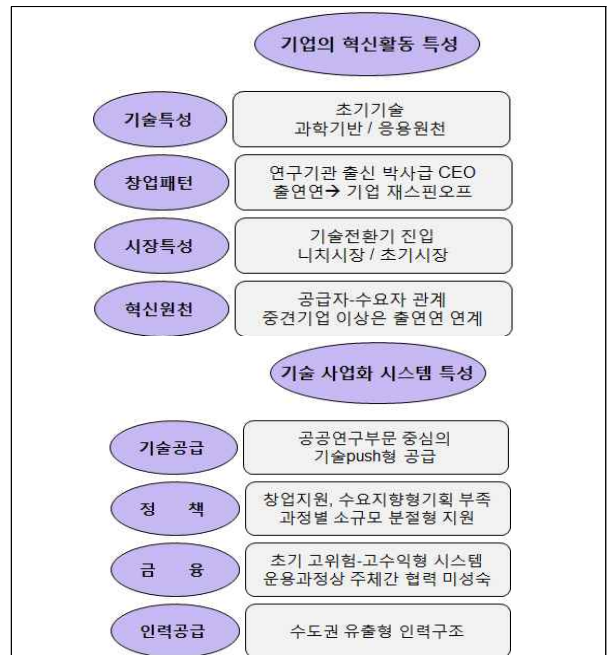 기업의 혁신활동 특성
기술특성
초기기술
과학기반 / 응용원천
창업패턴
연구기관 출신 박사급 CEO
출연연→ 기업 재스핀오프
시장특성
기술전환기 진입
니치시장 / 초기시장
혁신원천
공급자-수요자 관계
중견기업 이상은 출연연 연계
기술 사업화 시스템 특성
기술공급
공공연구부문 중심의
기술push형 공급
정 책
창업지원, 수요지향형기획 부족
과정별 소규모 분절형 지원
금 융
초기 고위험-고수익형 시스템
운용과정상 주체간 협력 미성숙
인력공급
수도권 유출형 인력구조